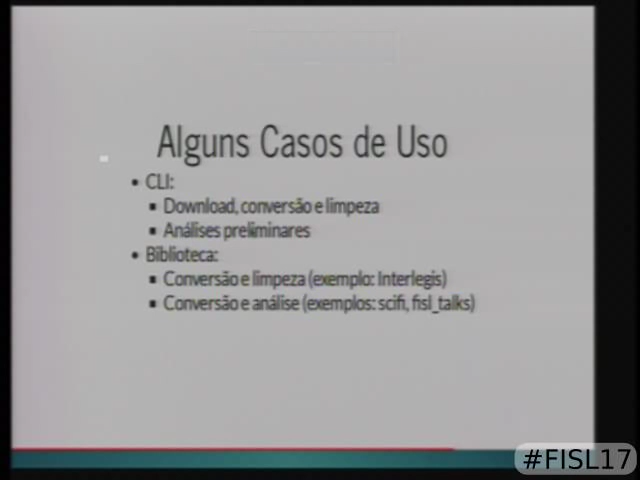 Alguns Casos de Uso
• CLI:
▪ Download, conversão e limpeza
▪ Análises preliminares
• Biblioteca:
▪ Conversão e limpeza (exemplo: Interlegis)
▪ Conversão e análise (exemplos: scifi, fisl_talks)
#FISL17